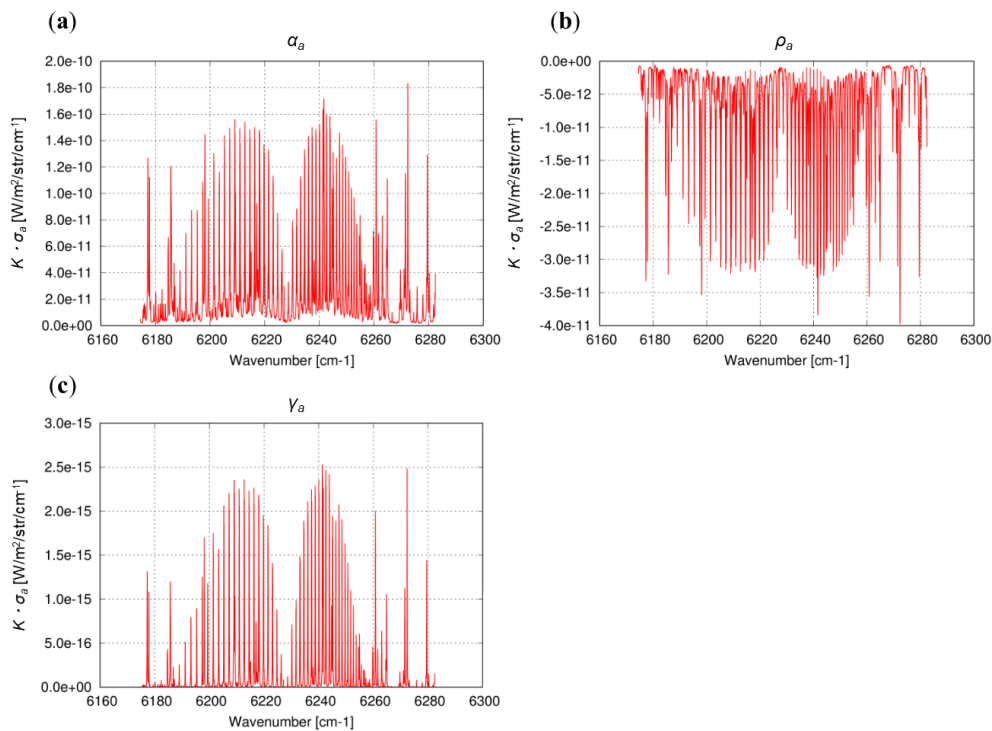 (a)
α_a
2.0e-10
1.8e-10
1.6e-10
1.4e-10
1.2e-10
1.0e-10
8.0e-11
6.0e-11
4.0e-11
2.0e-11
0.0e+00
K・σ_a [W/m²/str/cm⁻¹]
6160 6180 6200 6220 6240 6260 6280 6300
Wavenumber [cm-1]
(b)
ρ_a
0.0e+00
-5.0e-12
-1.0e-11
-1.5e-11
-2.0e-11
-2.5e-11
-3.0e-11
-3.5e-11
-4.0e-11
K・σ_a [W/m²/str/cm⁻¹]
6160 6180 6200 6220 6240 6260 6280 6300
Wavenumber [cm-1]
(c)
γ_a
3.0e-15
2.5e-15
2.0e-15
1.5e-15
1.0e-15
5.0e-16
0.0e+00
K・σ_a [W/m²/str/cm⁻¹]
6160 6180 6200 6220 6240 6260 6280 6300
Wavenumber [cm-1]